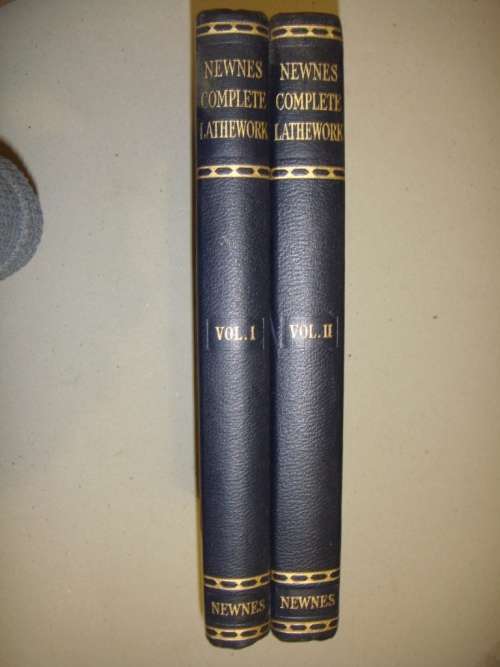 NEWNES
COMPLETE
LATHEWORK
VOL. I
NEWNES
NEWNES
COMPLETE
LATHEWORK
VOL. II
NEWNES